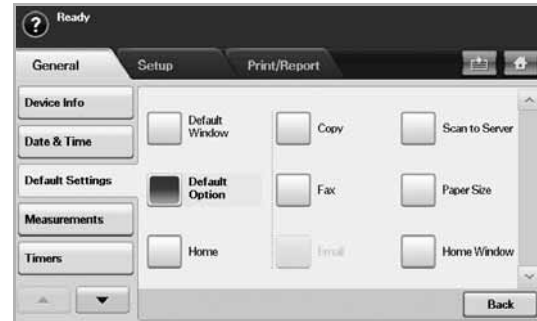 ?
Ready
General
Setup
Print/Report
Device Info
Date & Time
Default Settings
Measurements
Timers
Default
Window
Copy
Scan to Server
Default
Option
Fax
Paper Size
Home
Email
Home Window
Back